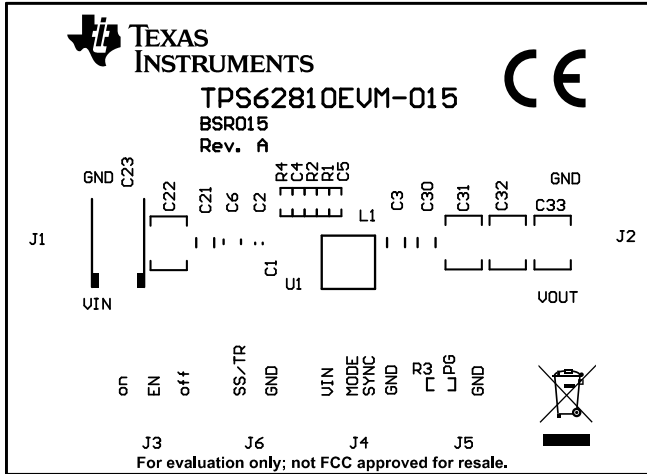 TEXAS
INSTRUMENTS
CE
TPS62810EVM-015
BSR015
Rev. A
GND
C23
C22
C21
C6
C2
R4
C4
R2
R1
C5
L1
C3
C30
C31
C32
C33
GND
J1
J2
C1
U1
VIN
VOUT
on
EN
off
SS/TR
GND
VIN
MODE
SYNC
GND
R3
PG
GND
J3
J6
J4
J5
For evaluation only; not FCC approved for resale.